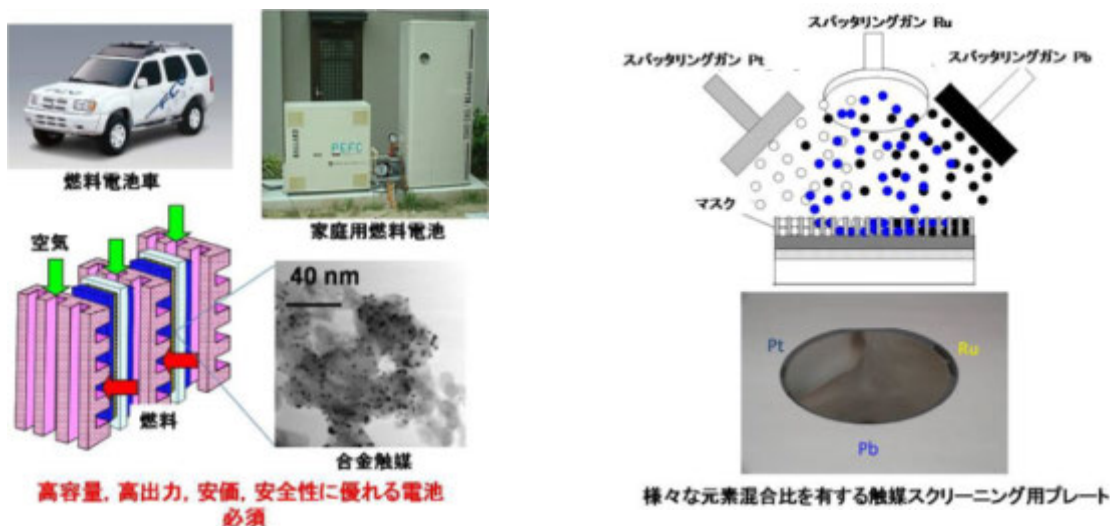 燃料電池車
PEFC
家庭用燃料電池
空気
燃料
40 nm
合金触媒
高容量, 高出力, 安価, 安全性に優れる電池
必須
スパッタリングガン Ru
スパッタリングガン Pt
スパッタリングガン Pb
マスク
Pt
Ru
Pb
様々な元素混合比を有する触媒スクリーニング用プレート